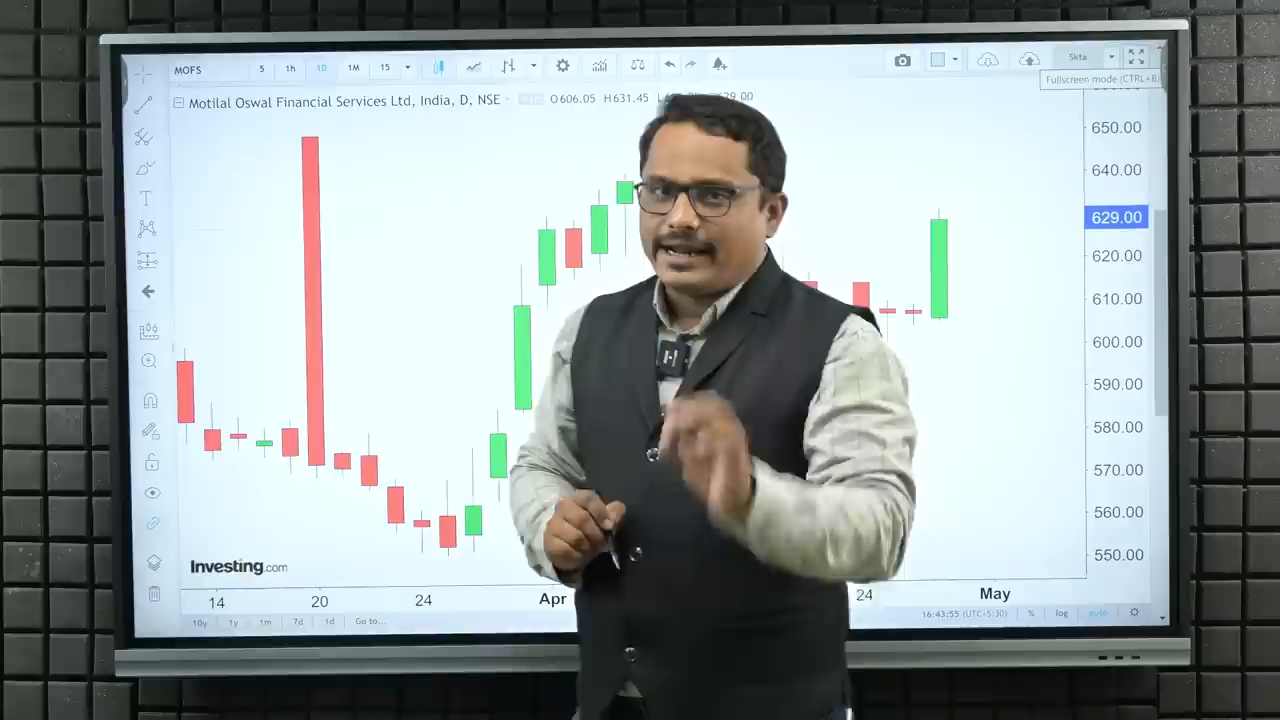 MOFS 5 1h 1D 1M 15 Skta
Fullscreen mode (CTRL+B)
Motilal Oswal Financial Services Ltd, India, D, NSE O606.05 H631.45
650.00
640.00
629.00
620.00
610.00
600.00
590.00
580.00
570.00
560.00
550.00
Investing.com
14 20 24 Apr 24 May
10y 1y 1m 7d 1d Go to... 16:43:55 (UTC+5:30) % log auto